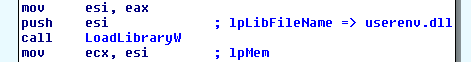 mov esi, eax
push esi ; lpLibFileName => userenv.dll
call LoadLibraryW
mov ecx, esi ; lpMem